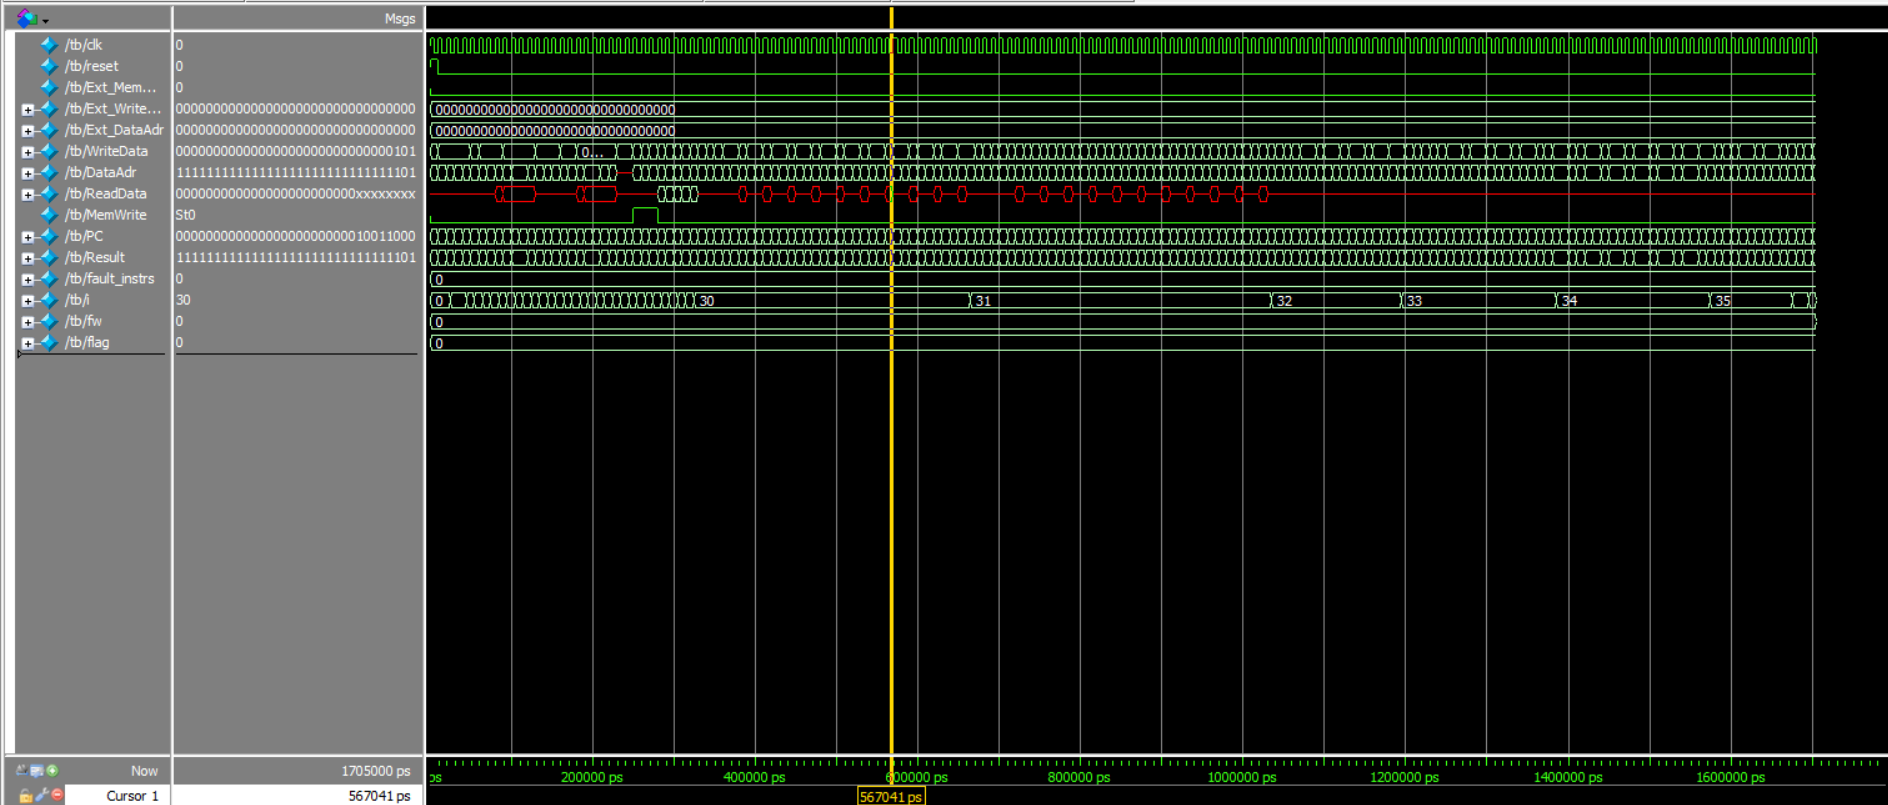 Msgs
/tb/clk 0
/tb/reset 0
/tb/Ext_Mem... 0
/tb/Ext_Write... 00000000000000000000000000000000 00000000000000000000000000000000
/tb/Ext_DataAdr 00000000000000000000000000000000 00000000000000000000000000000000
/tb/WriteData 00000000000000000000000000000101 0...
/tb/DataAdr 11111111111111111111111111111101
/tb/ReadData 000000000000000000000000xxxxxxxx
/tb/MemWrite St0
/tb/PC 00000000000000000000000010011000
/tb/Result 11111111111111111111111111111101
/tb/fault_instrs 0 0
/tb/i 30 0 30 31 32 33 34 35
/tb/fw 0 0
/tb/flag 0 0
Now 1705000 ps ps 200000 ps 400000 ps 600000 ps 800000 ps 1000000 ps 1200000 ps 1400000 ps 1600000 ps
Cursor 1 567041 ps 567041 ps